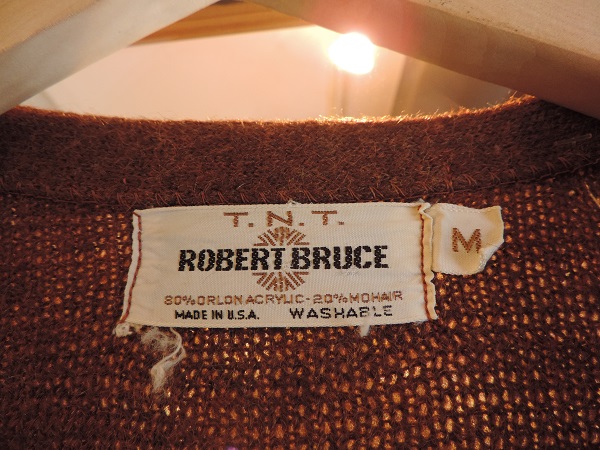 T.N.T.
ROBERT BRUCE
80% ORLON ACRYLIC - 20% MOHAIR
MADE IN U.S.A. WASHABLE
M